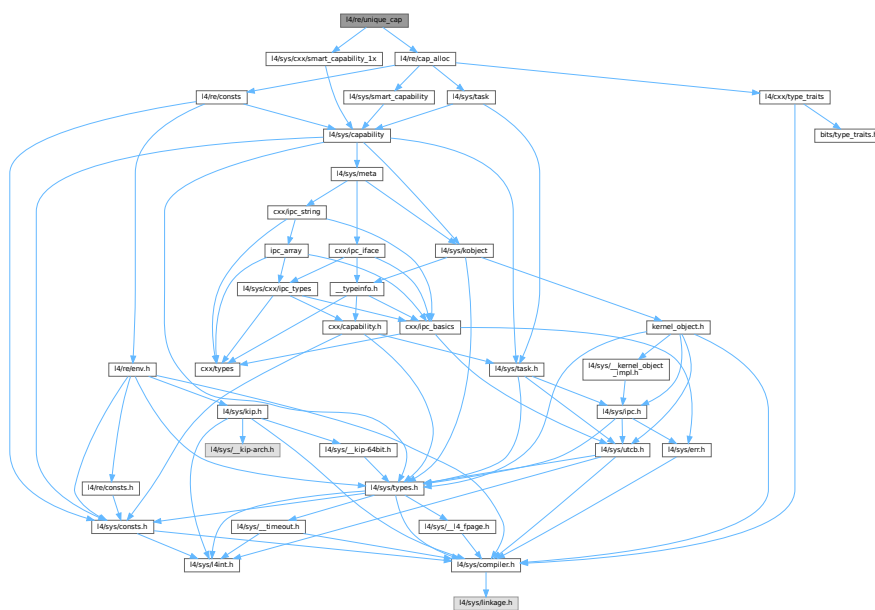 l4/re/unique_cap
l4/sys/cxx/smart_capability_1x
l4/re/cap_alloc
l4/re/consts
l4/sys/smart_capability
l4/sys/task
l4/cxx/type_traits
l4/sys/capability
bits/type_traits.h
l4/sys/meta
cxx/ipc_string
ipc_array
cxx/ipc_iface
l4/sys/kobject
l4/sys/cxx/ipc_types
__typeinfo.h
cxx/capability.h
cxx/ipc_basics
kernel_object.h
l4/re/env.h
cxx/types
l4/sys/task.h
l4/sys/__kernel_object
_impl.h
l4/sys/kip.h
l4/sys/ipc.h
l4/sys/__kip-arch.h
l4/sys/__kip-64bit.h
l4/sys/utcb.h
l4/sys/err.h
l4/re/consts.h
l4/sys/types.h
l4/sys/consts.h
l4/sys/__timeout.h
l4/sys/__l4_fpage.h
l4/sys/l4int.h
l4/sys/compiler.h
l4/sys/linkage.h